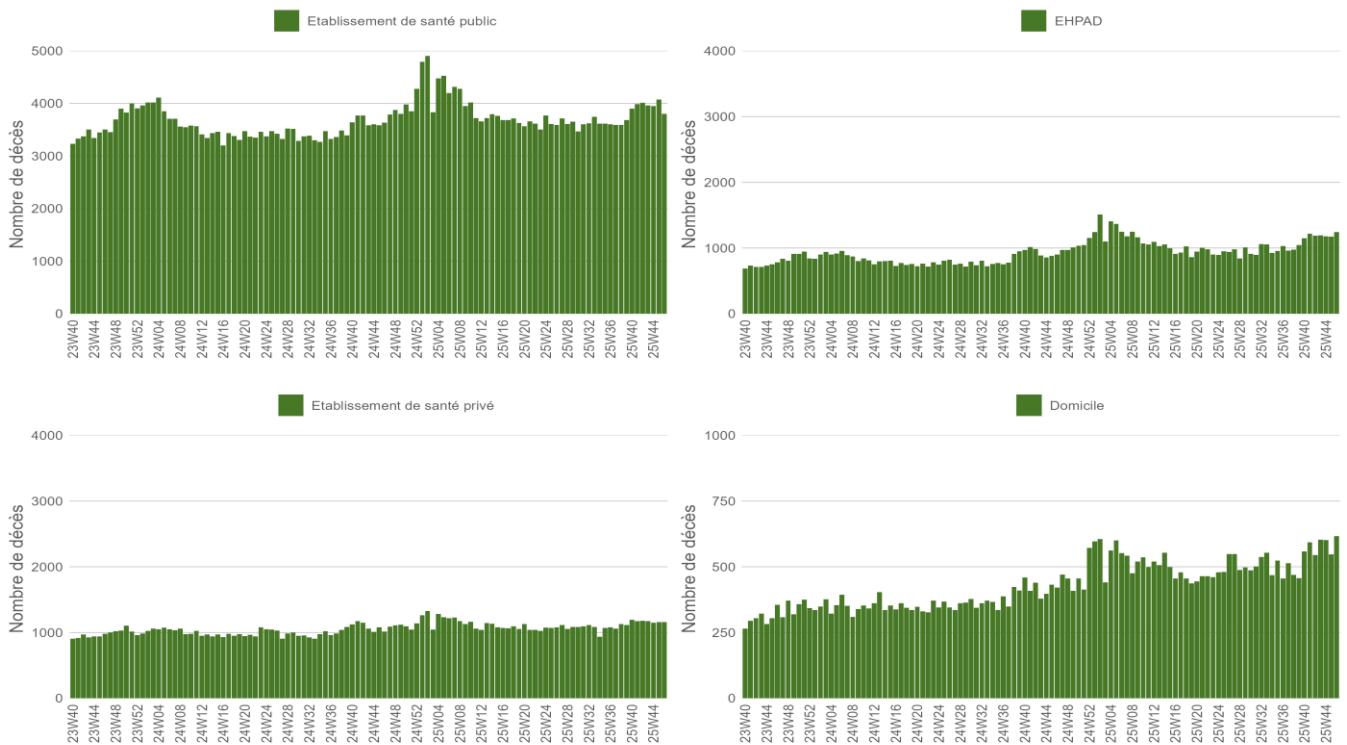 Etablissement de santé public
Nombre de décès
5000
4000
3000
2000
1000
0
23W40 23W44 23W48 23W52 24W04 24W08 24W12 24W16 24W20 24W24 24W28 24W32 24W36 24W40 24W44 24W48 24W52 25W04 25W08 25W12 25W16 25W20 25W24 25W28 25W32 25W36 25W40 25W44
EHPAD
Nombre de décès
4000
3000
2000
1000
0
23W40 23W44 23W48 23W52 24W04 24W08 24W12 24W16 24W20 24W24 24W28 24W32 24W36 24W40 24W44 24W48 24W52 25W04 25W08 25W12 25W16 25W20 25W24 25W28 25W32 25W36 25W40 25W44
Etablissement de santé privé
Nombre de décès
4000
3000
2000
1000
0
23W40 23W44 23W48 23W52 24W04 24W08 24W12 24W16 24W20 24W24 24W28 24W32 24W36 24W40 24W44 24W48 24W52 25W04 25W08 25W12 25W16 25W20 25W24 25W28 25W32 25W36 25W40 25W44
Domicile
Nombre de décès
1000
750
500
250
0
23W40 23W44 23W48 23W52 24W04 24W08 24W12 24W16 24W20 24W24 24W28 24W32 24W36 24W40 24W44 24W48 24W52 25W04 25W08 25W12 25W16 25W20 25W24 25W28 25W32 25W36 25W40 25W44